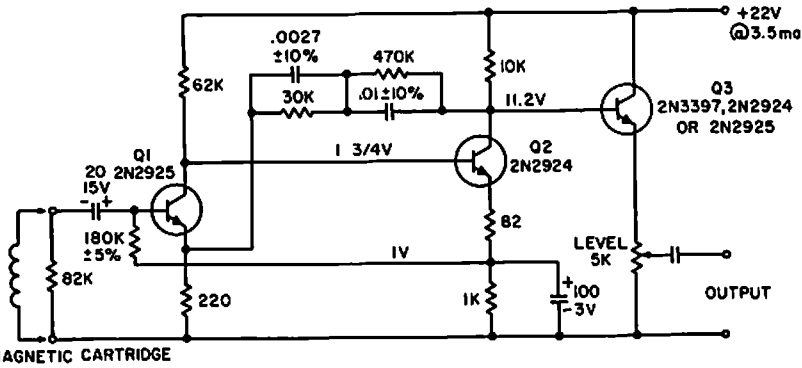 +22V
@3.5ma
.0027
±10%
470K
62K
30K
.01±10%
10K
11.2V
Q3
2N3397,2N2924
OR 2N2925
Q1
2N2925
20
15V
- +
1 3/4V
Q2
2N2924
180K
±5%
82K
82
1V
LEVEL
5K
220
1K
+
100
-3V
OUTPUT
AGNETIC CARTRIDGE